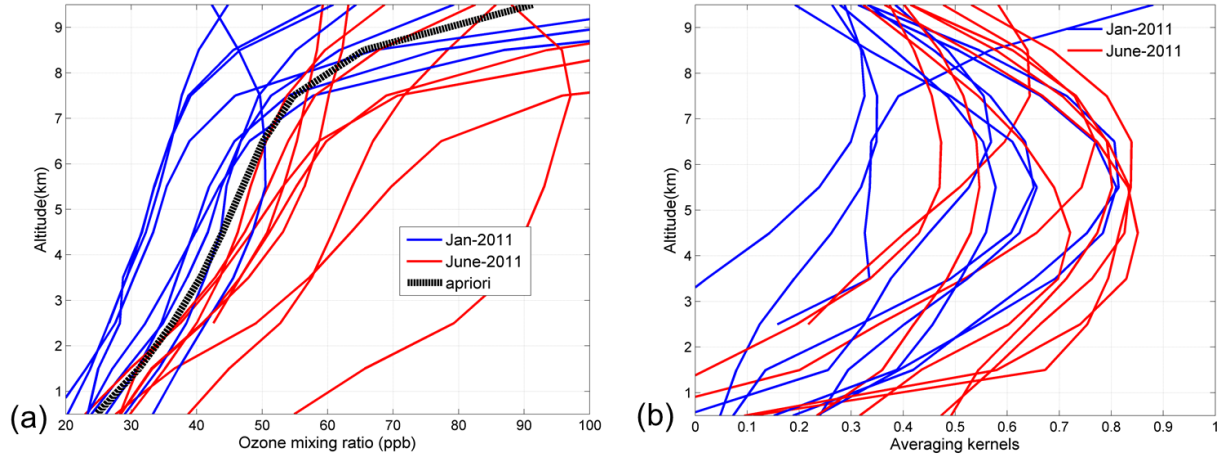 9
8
7
6
5
4
3
2
1
Altitude(km)
20 30 40 50 60 70 80 90 100
Ozone mixing ratio (ppb)
Jan-2011
June-2011
apriori
(a)
9
8
7
6
5
4
3
2
1
Altitude(km)
0 0.1 0.2 0.3 0.4 0.5 0.6 0.7 0.8 0.9 1
Averaging kernels
Jan-2011
June-2011
(b)